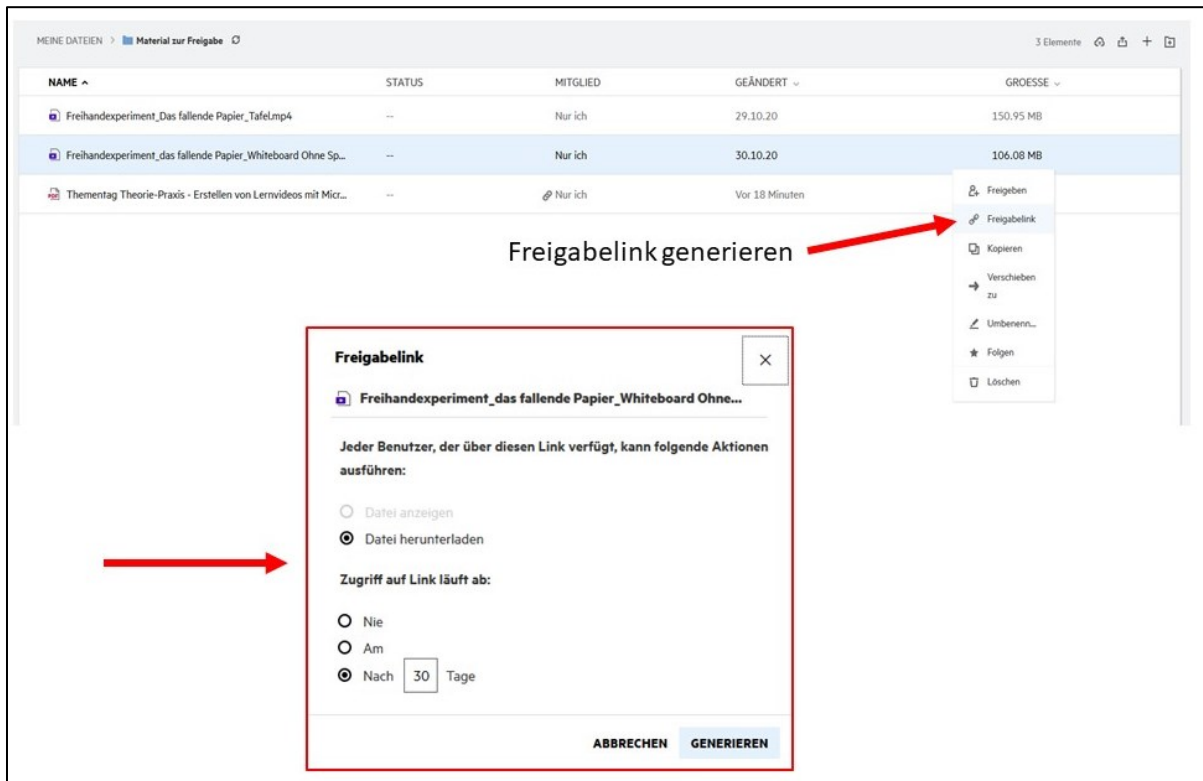 MEINE DATEIEN > Material zur Freigabe
3 Elemente
NAME STATUS MITGLIED GEÄNDERT GROESSE
Freihandexperiment_Das fallende Papier_Tafel.mp4 -- Nur ich 29.10.20 150.95 MB
Freihandexperiment_das fallende Papier_Whiteboard Ohne Sp... -- Nur ich 30.10.20 106.08 MB
Thementag Theorie-Praxis - Erstellen von Lernvideos mit Micr... -- Nur ich Vor 18 Minuten
Freigeben
Freigabelink
Kopieren
Verschieben
zu
Umbenenn...
Folgen
Löschen
Freigabelink generieren
Freigabelink
Freihandexperiment_das fallende Papier_Whiteboard Ohne...
Jeder Benutzer, der über diesen Link verfügt, kann folgende Aktionen
ausführen:
Datei anzeigen
Datei herunterladen
Zugriff auf Link läuft ab:
Nie
Am
Nach 30 Tage
ABBRECHEN GENERIEREN